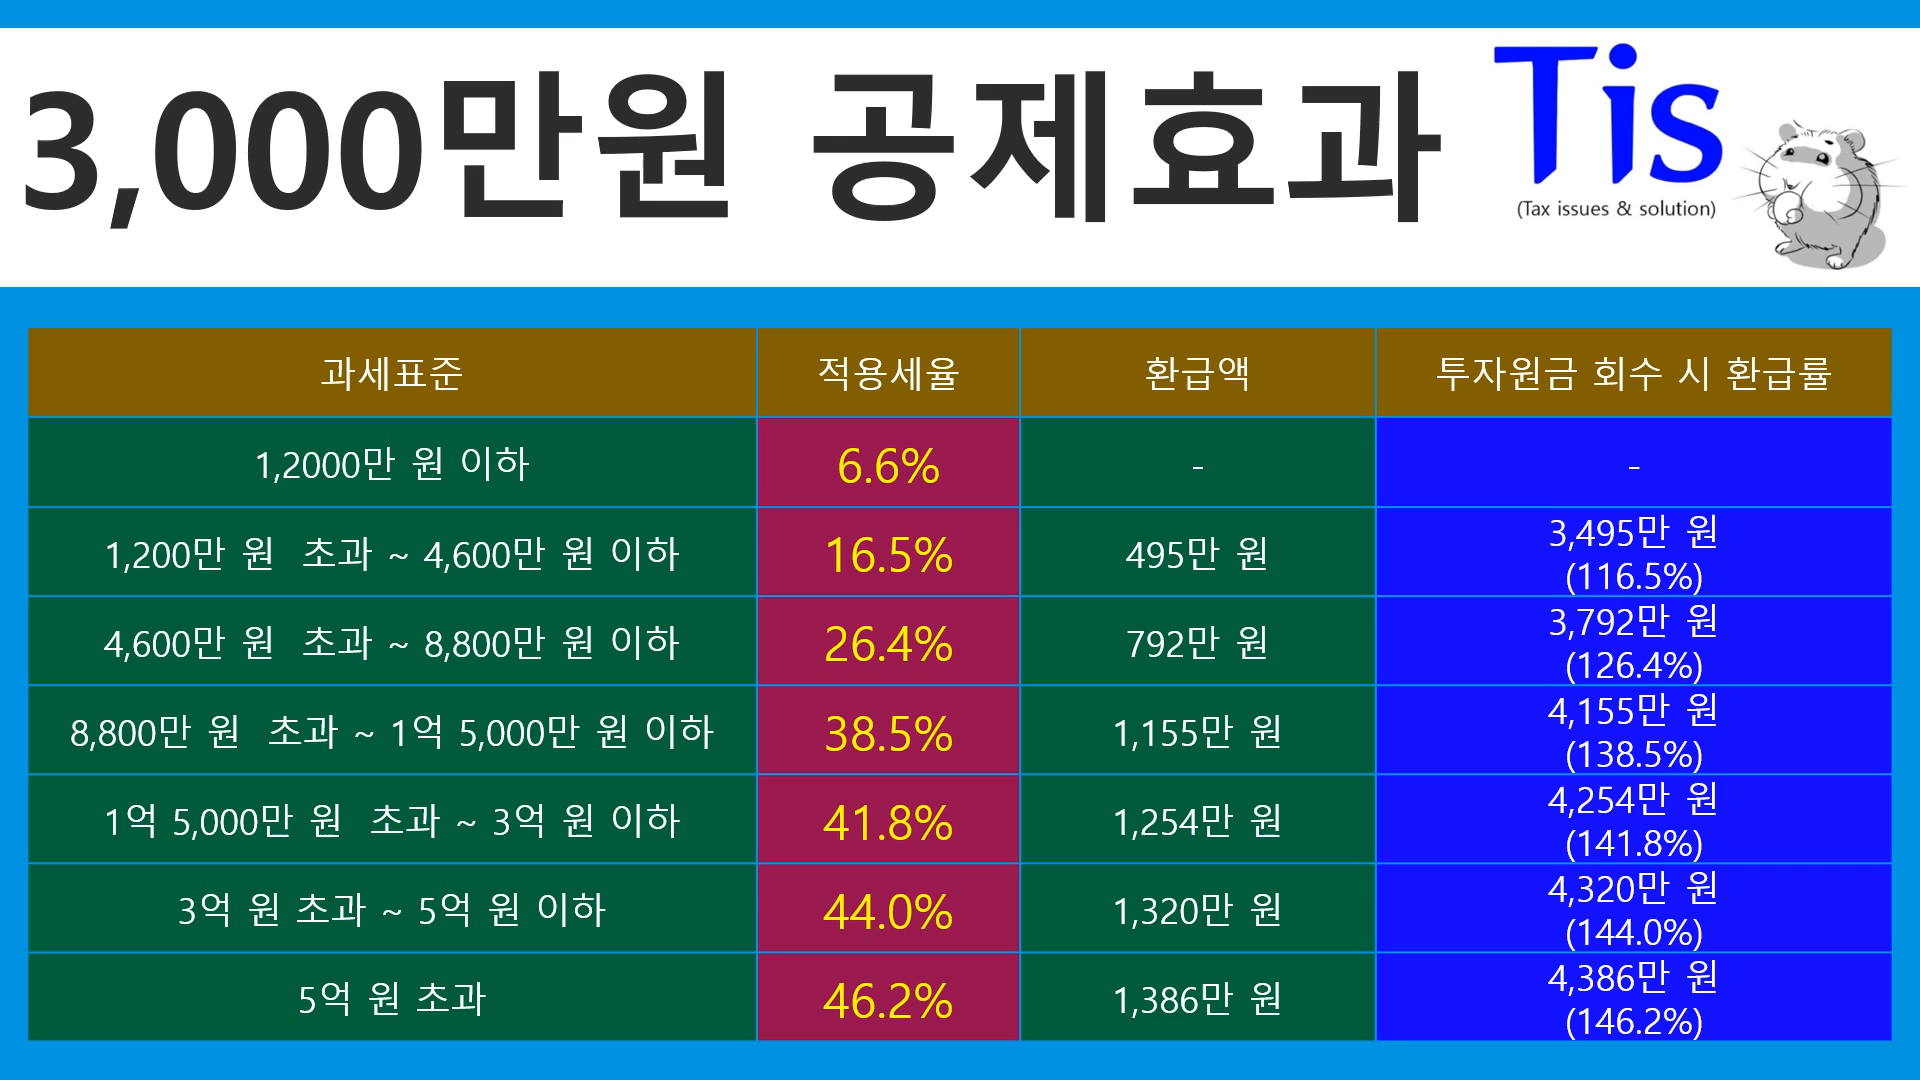 3,000만원 공제효과
Tis
(Tax issues & solution)
과세표준 적용세율 환급액 투자원금 회수 시 환급률
1,2000만 원 이하 6.6% - -
1,200만 원 초과 ~ 4,600만 원 이하 16.5% 495만 원 3,495만 원
(116.5%)
4,600만 원 초과 ~ 8,800만 원 이하 26.4% 792만 원 3,792만 원
(126.4%)
8,800만 원 초과 ~ 1억 5,000만 원 이하 38.5% 1,155만 원 4,155만 원
(138.5%)
1억 5,000만 원 초과 ~ 3억 원 이하 41.8% 1,254만 원 4,254만 원
(141.8%)
3억 원 초과 ~ 5억 원 이하 44.0% 1,320만 원 4,320만 원
(144.0%)
5억 원 초과 46.2% 1,386만 원 4,386만 원
(146.2%)